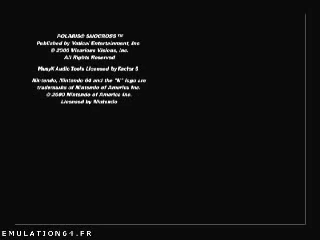 POLARIS® SNOCROSS™
Published by Vatical Entertainment, Inc
© 2000 Vicarious Visions, Inc.
All Rights Reserved
MusyX Audio Tools Licensed by Factor 5
Nintendo, Nintendo 64 and the "N" logo are
trademarks of Nintendo of America Inc.
© 2000 Nintendo of America Inc.
Licensed by Nintendo
EMULATION64.FR